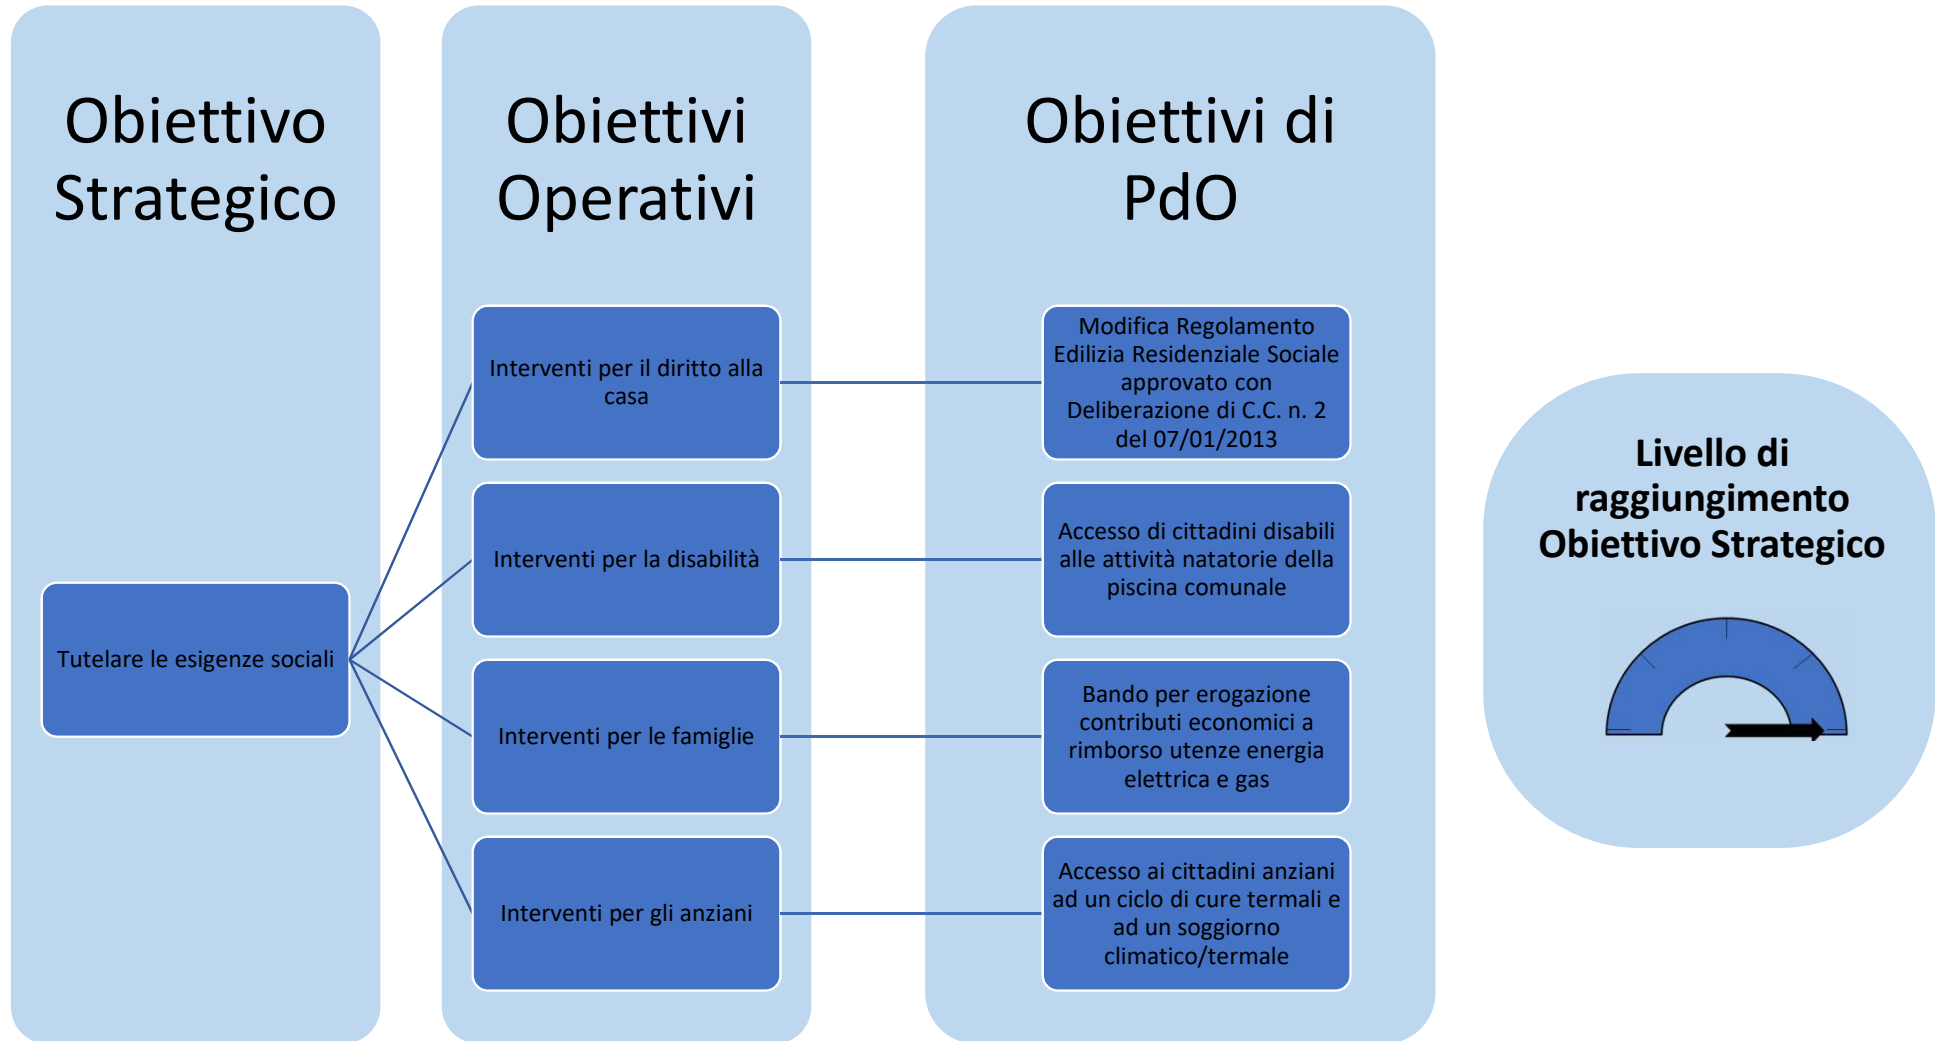 Obiettivo
Strategico
Obiettivi
Operativi
Obiettivi di
PdO
Tutelare le esigenze sociali
Interventi per il diritto alla
casa
Modifica Regolamento
Edilizia Residenziale Sociale
approvato con
Deliberazione di C.C. n. 2
del 07/01/2013
Interventi per la disabilità
Accesso di cittadini disabili
alle attività natatorie della
piscina comunale
Interventi per le famiglie
Bando per erogazione
contributi economici a
rimborso utenze energia
elettrica e gas
Interventi per gli anziani
Accesso ai cittadini anziani
ad un ciclo di cure termali e
ad un soggiorno
climatico/termale
Livello di
raggiungimento
Obiettivo Strategico